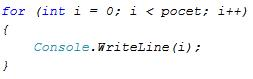 for (int i = 0; i < pocet; i++)
{
    Console.WriteLine(i);
}